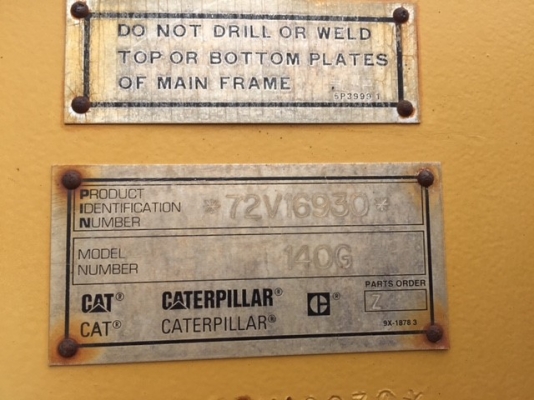 DO NOT DRILL OR WELD
TOP OR BOTTOM PLATES
OF MAIN FRAME
PRODUCT
IDENTIFICATION
NUMBER
*72V16930*
MODEL
NUMBER
140G
CAT® CATERPILLAR®
PARTS ORDER
Z
CAT® CATERPILLAR®
9X-1878 3